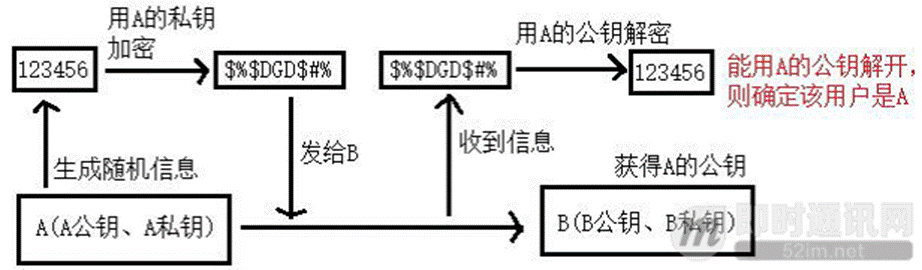 用A的私钥
加密
用A的公钥解密
123456
$%$DGD$#%
$%$DGD$#%
123456
能用A的公钥解开，
则确定该用户是A
生成随机信息
发给B
收到信息
获得A的公钥
A(A公钥、A私钥)
B(B公钥、B私钥)
即时通讯网
52im.net